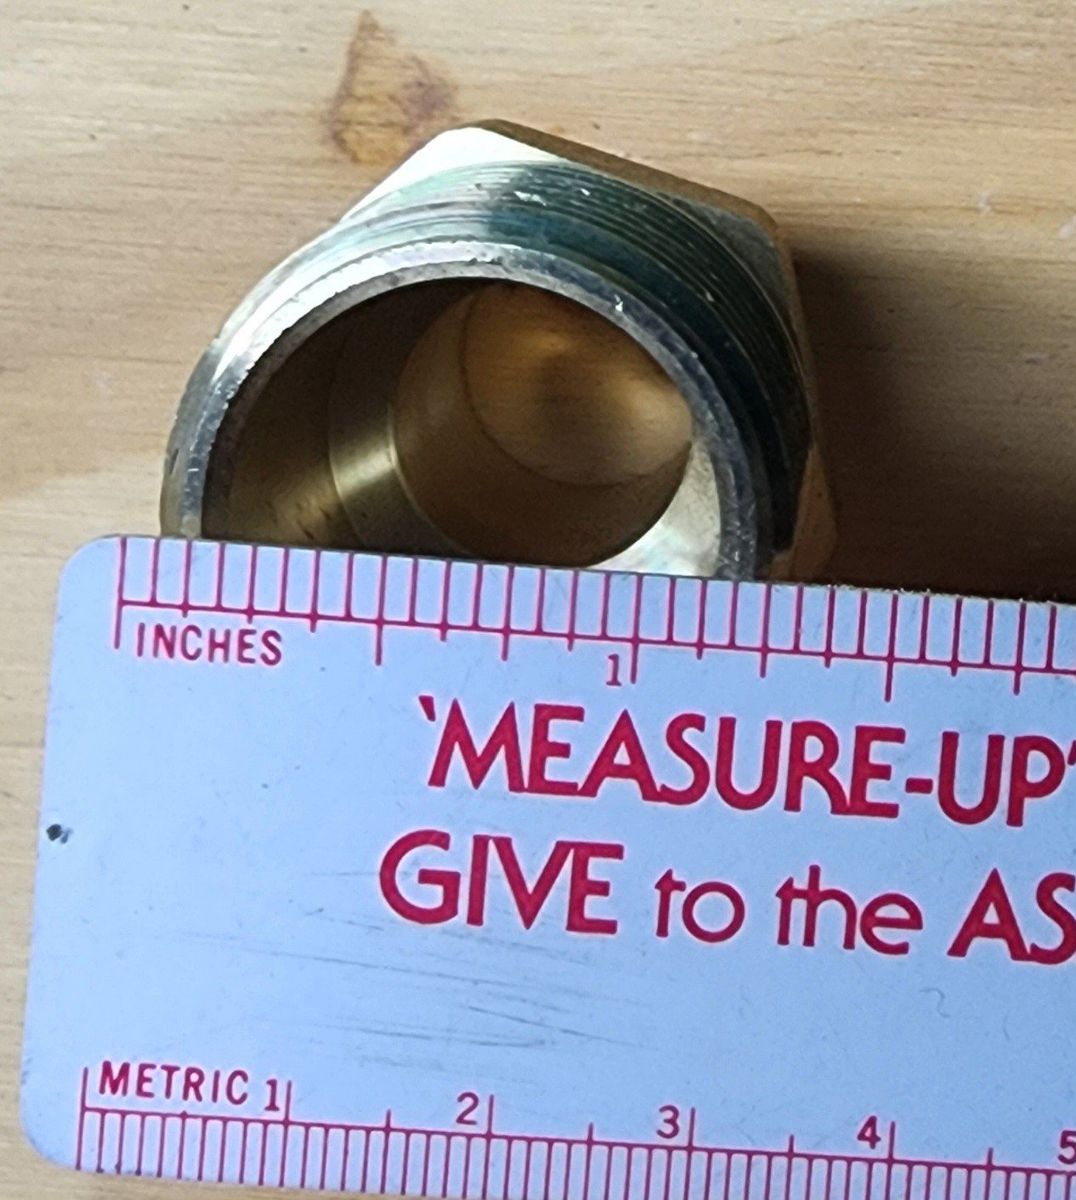 INCHES
1
'MEASURE-UP'
GIVE to the AS
METRIC 1 2 3 4 5